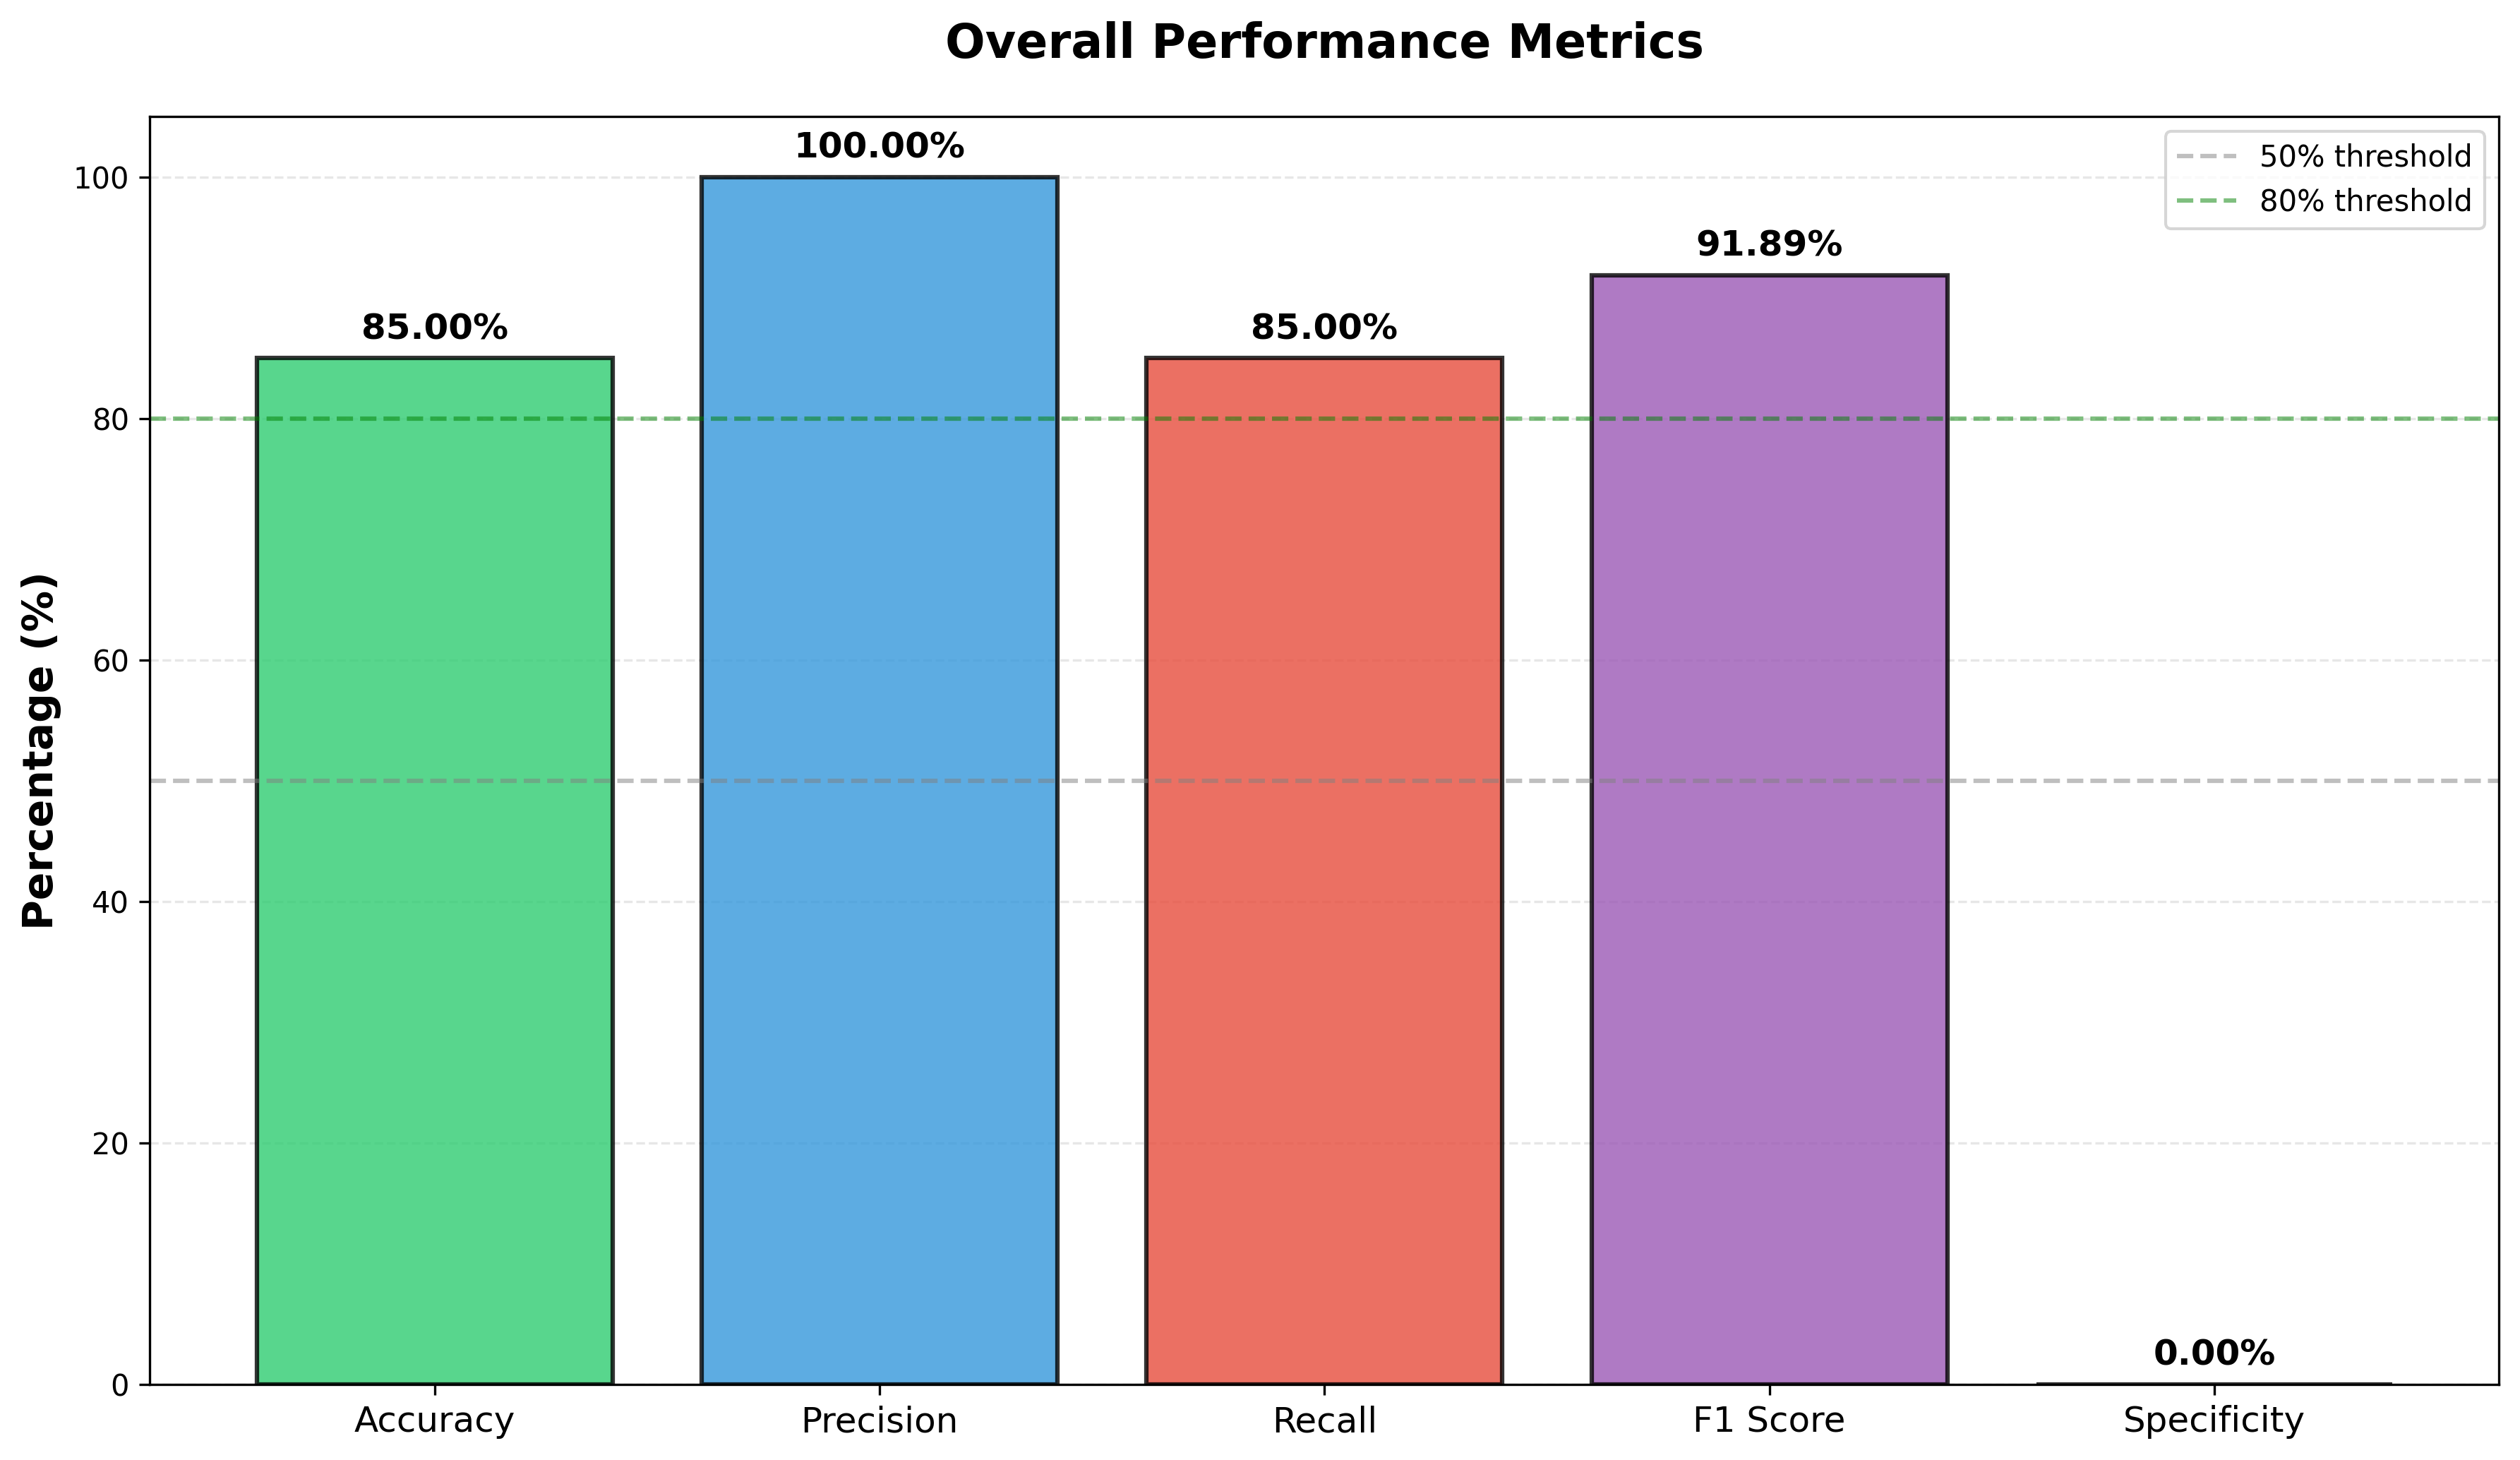 Overall Performance Metrics
50% threshold
80% threshold
100.00%
91.89%
85.00%
85.00%
0.00%
Percentage (%)
100
80
60
40
20
0
Accuracy
Precision
Recall
F1 Score
Specificity